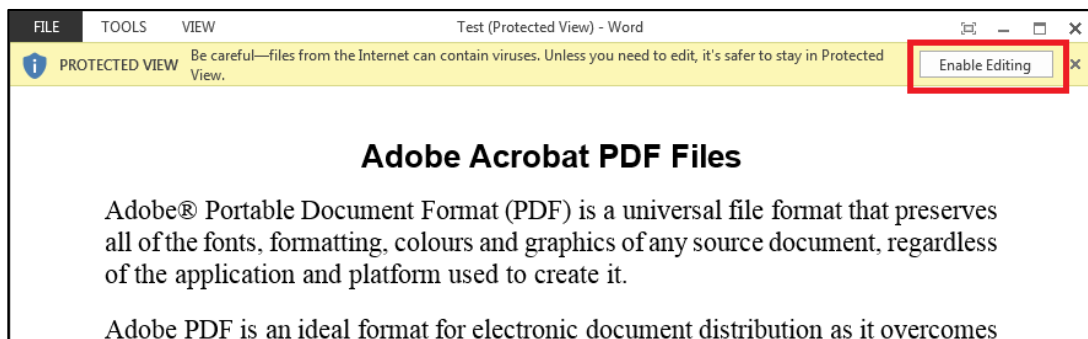 FILE TOOLS VIEW Test (Protected View) - Word
PROTECTED VIEW Be careful—files from the Internet can contain viruses. Unless you need to edit, it's safer to stay in Protected
View.
Enable Editing
Adobe Acrobat PDF Files
Adobe® Portable Document Format (PDF) is a universal file format that preserves
all of the fonts, formatting, colours and graphics of any source document, regardless
of the application and platform used to create it.
Adobe PDF is an ideal format for electronic document distribution as it overcomes